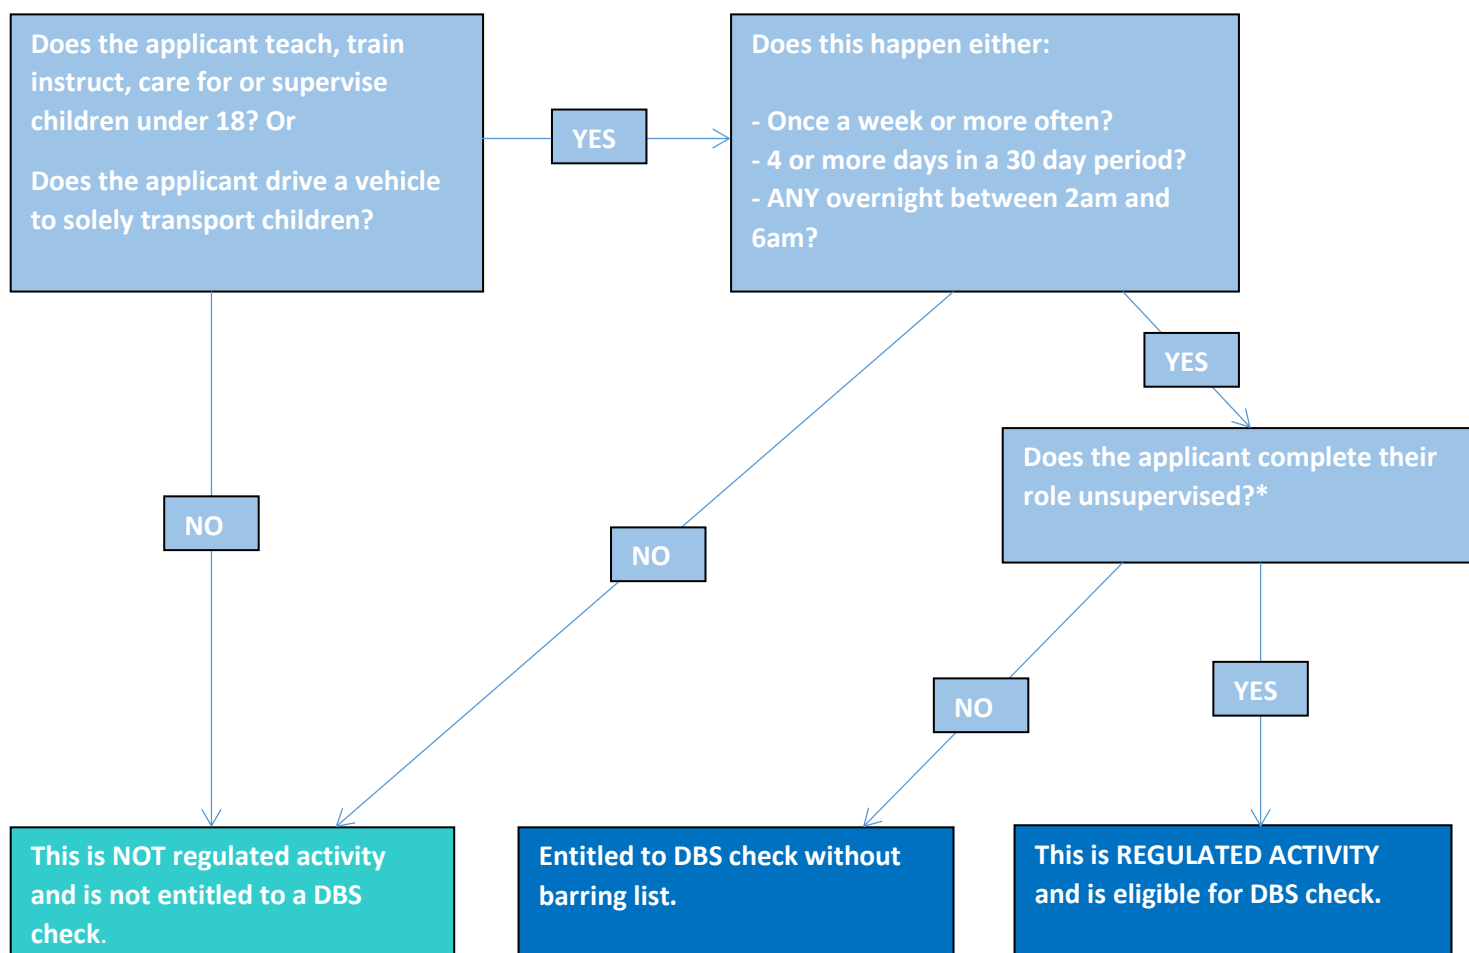 Does the applicant teach, train
instruct, care for or supervise
children under 18? Or
Does the applicant drive a vehicle
to solely transport children?
YES
Does this happen either:
- Once a week or more often?
- 4 or more days in a 30 day period?
- ANY overnight between 2am and
6am?
YES
Does the applicant complete their
role unsupervised?*
NO
NO
NO
YES
This is NOT regulated activity
and is not entitled to a DBS
check.
Entitled to DBS check without
barring list.
This is REGULATED ACTIVITY
and is eligible for DBS check.